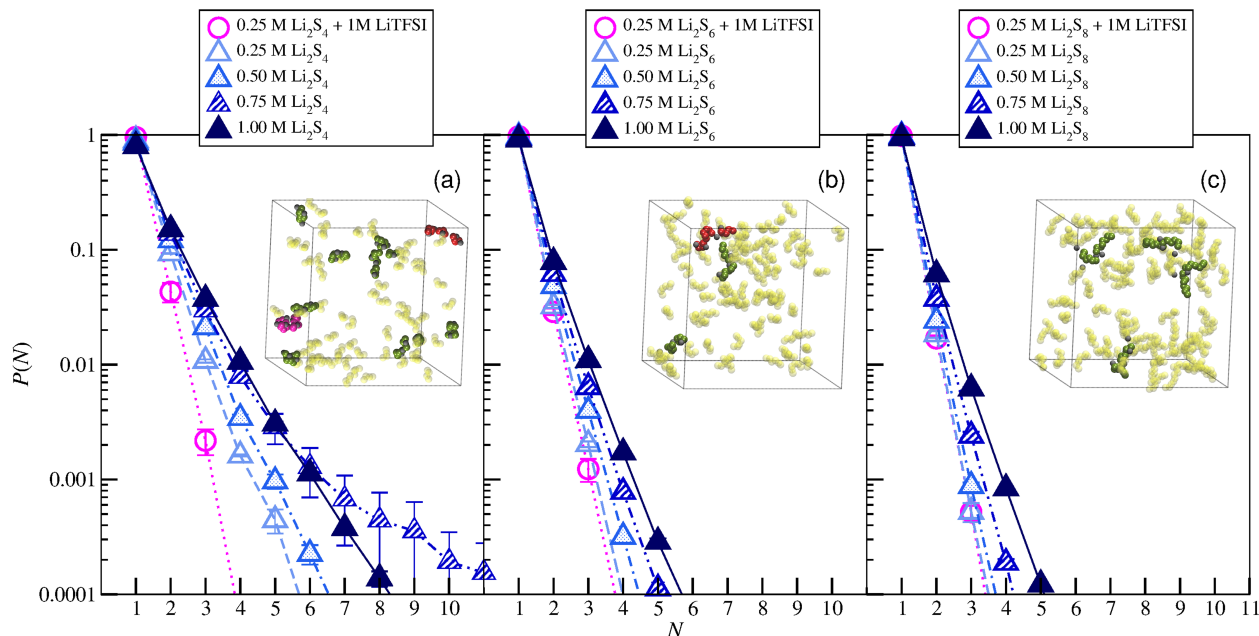 0.25 M Li₂S₄ + 1M LiTFSI
0.25 M Li₂S₄
0.50 M Li₂S₄
0.75 M Li₂S₄
1.00 M Li₂S₄
0.25 M Li₂S₆ + 1M LiTFSI
0.25 M Li₂S₆
0.50 M Li₂S₆
0.75 M Li₂S₆
1.00 M Li₂S₆
0.25 M Li₂S₈ + 1M LiTFSI
0.25 M Li₂S₈
0.50 M Li₂S₈
0.75 M Li₂S₈
1.00 M Li₂S₈
(a)
(b)
(c)
P(N)
1
0.1
0.01
0.001
0.0001
1 2 3 4 5 6 7 8 9 10
1 2 3 4 5 6 7 8 9 10
1 2 3 4 5 6 7 8 9 10 11
N